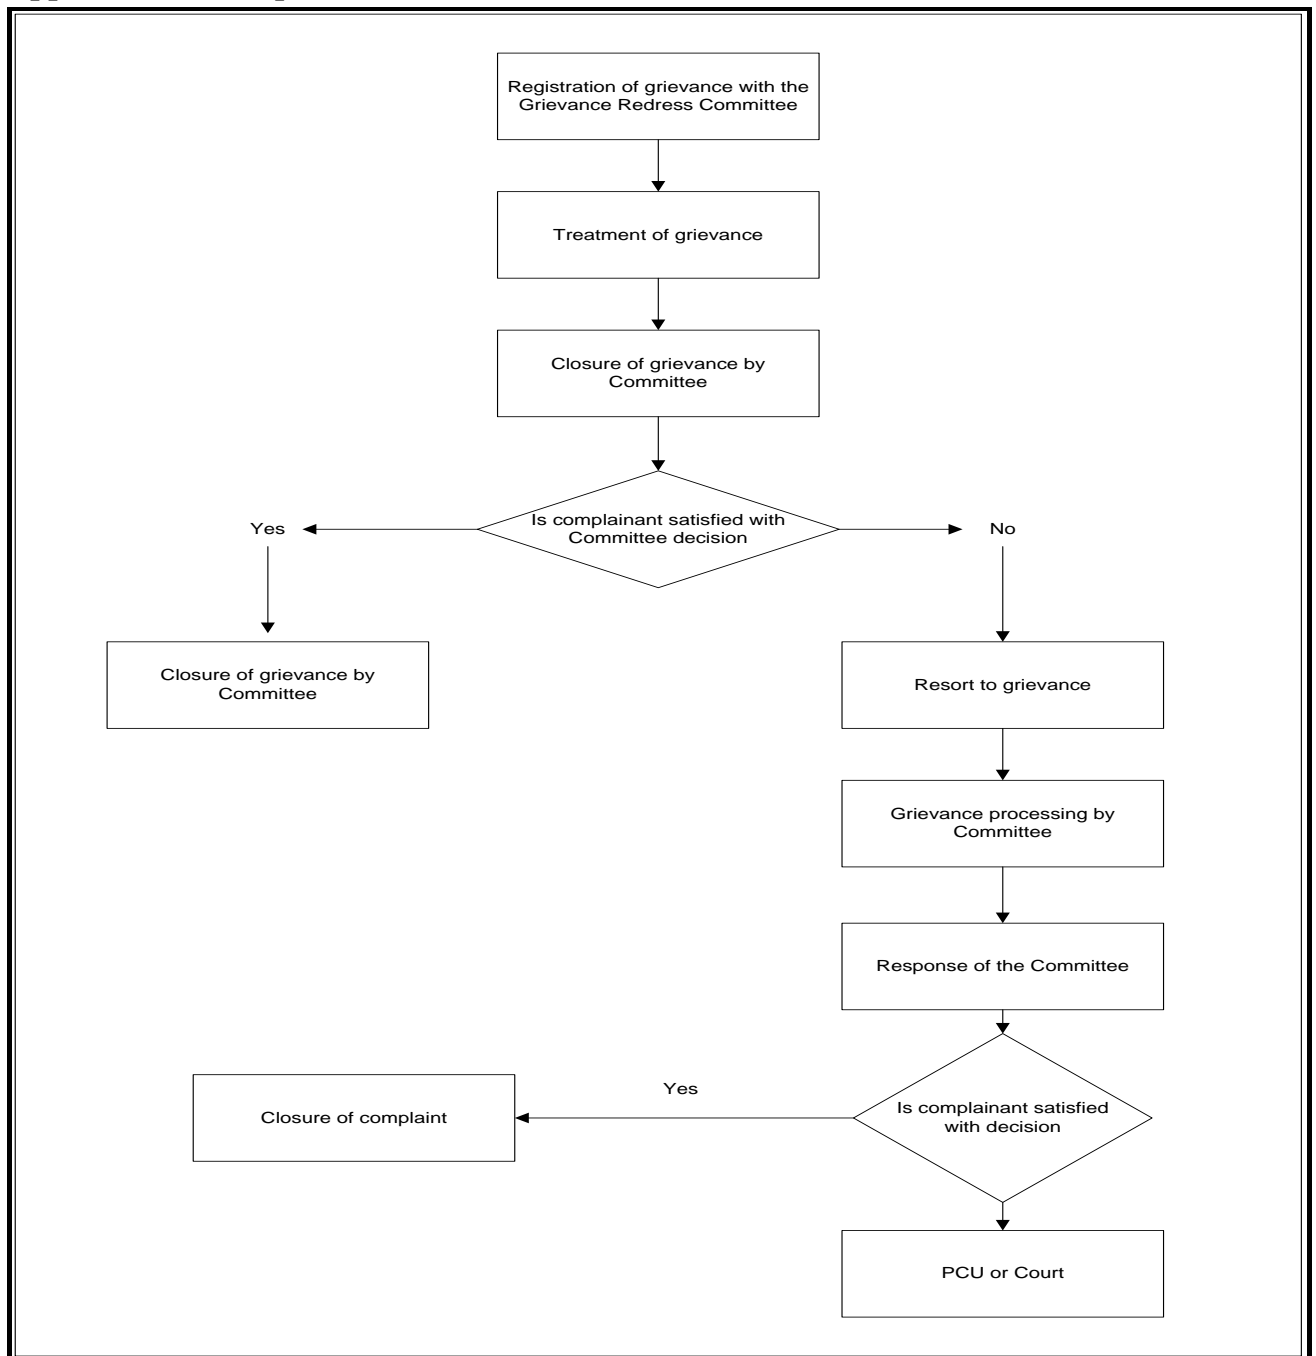 Registration of grievance with the
Grievance Redress Committee
Treatment of grievance
Closure of grievance by
Committee
Is complainant satisfied with
Committee decision
Yes
No
Closure of grievance by
Committee
Resort to grievance
Grievance processing by
Committee
Response of the Committee
Yes
Closure of complaint
Is complainant satisfied
with decision
PCU or Court